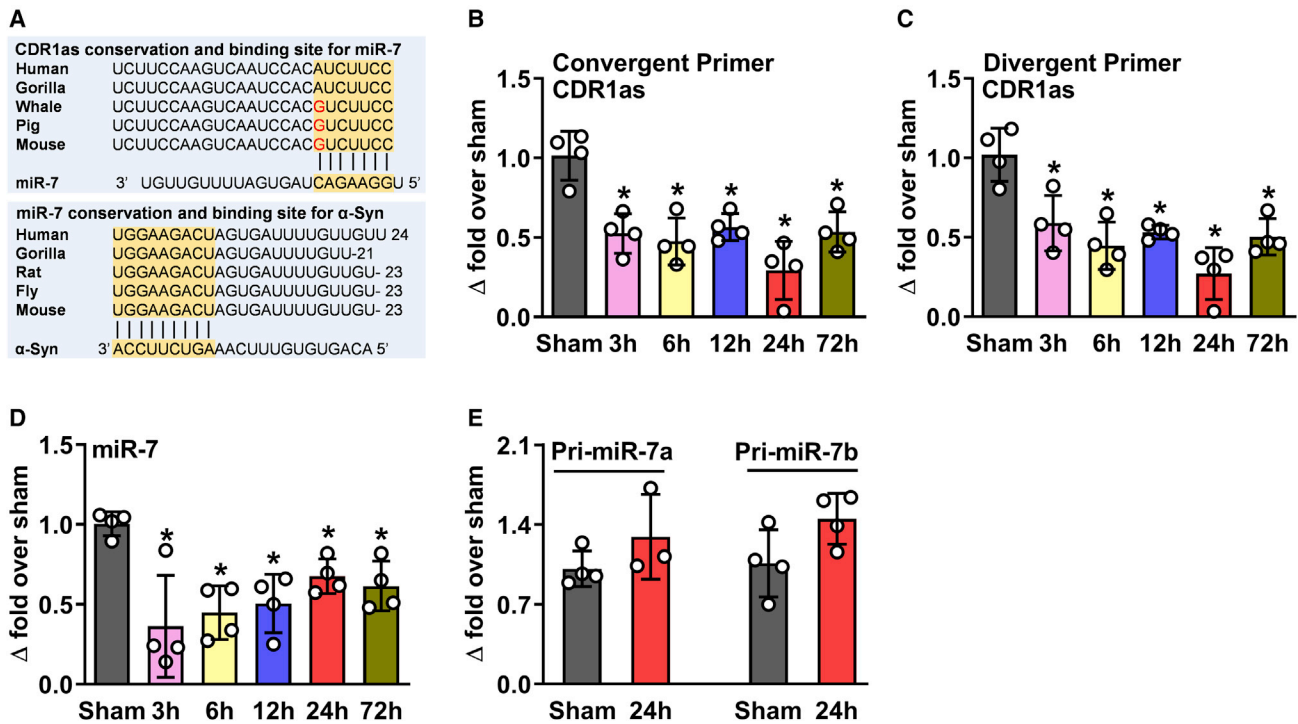 A
CDR1as conservation and binding site for miR-7
Human UCUUCCAAGUCAAUCCACAUCUUCC
Gorilla UCUUCCAAGUCAAUCCACAUCUUCC
Whale UCUUCCAAGUCAAUCCACGUCUUCC
Pig UCUUCCAAGUCAAUCCACGUCUUCC
Mouse UCUUCCAAGUCAAUCCACGUCUUCC
miR-7 3' UGUUGUUUUAGUGAUCAGAAGGU 5'
miR-7 conservation and binding site for α-Syn
Human UGGAAGACUAGUGAUUUUGUUGUU 24
Gorilla UGGAAGACUAGUGAUUUUGUU-21
Rat UGGAAGACUAGUGAUUUUGUUGU- 23
Fly UGGAAGACUAGUGAUUUUGUUGU- 23
Mouse UGGAAGACUAGUGAUUUUGUUGU- 23
α-Syn 3' ACCUUCUGAAACUUUGUGUGACA 5'
B
Convergent Primer
CDR1as
Δ fold over sham
1.5
1.0
0.5
0.0
* * * * *
Sham 3h 6h 12h 24h 72h
C
Divergent Primer
CDR1as
Δ fold over sham
1.5
1.0
0.5
0.0
* * * * *
Sham 3h 6h 12h 24h 72h
D
miR-7
Δ fold over sham
1.5
1.0
0.5
0.0
* * * * *
Sham 3h 6h 12h 24h 72h
E
Pri-miR-7a Pri-miR-7b
Δ fold over sham
2.1
1.4
0.7
0.0
Sham 24h Sham 24h